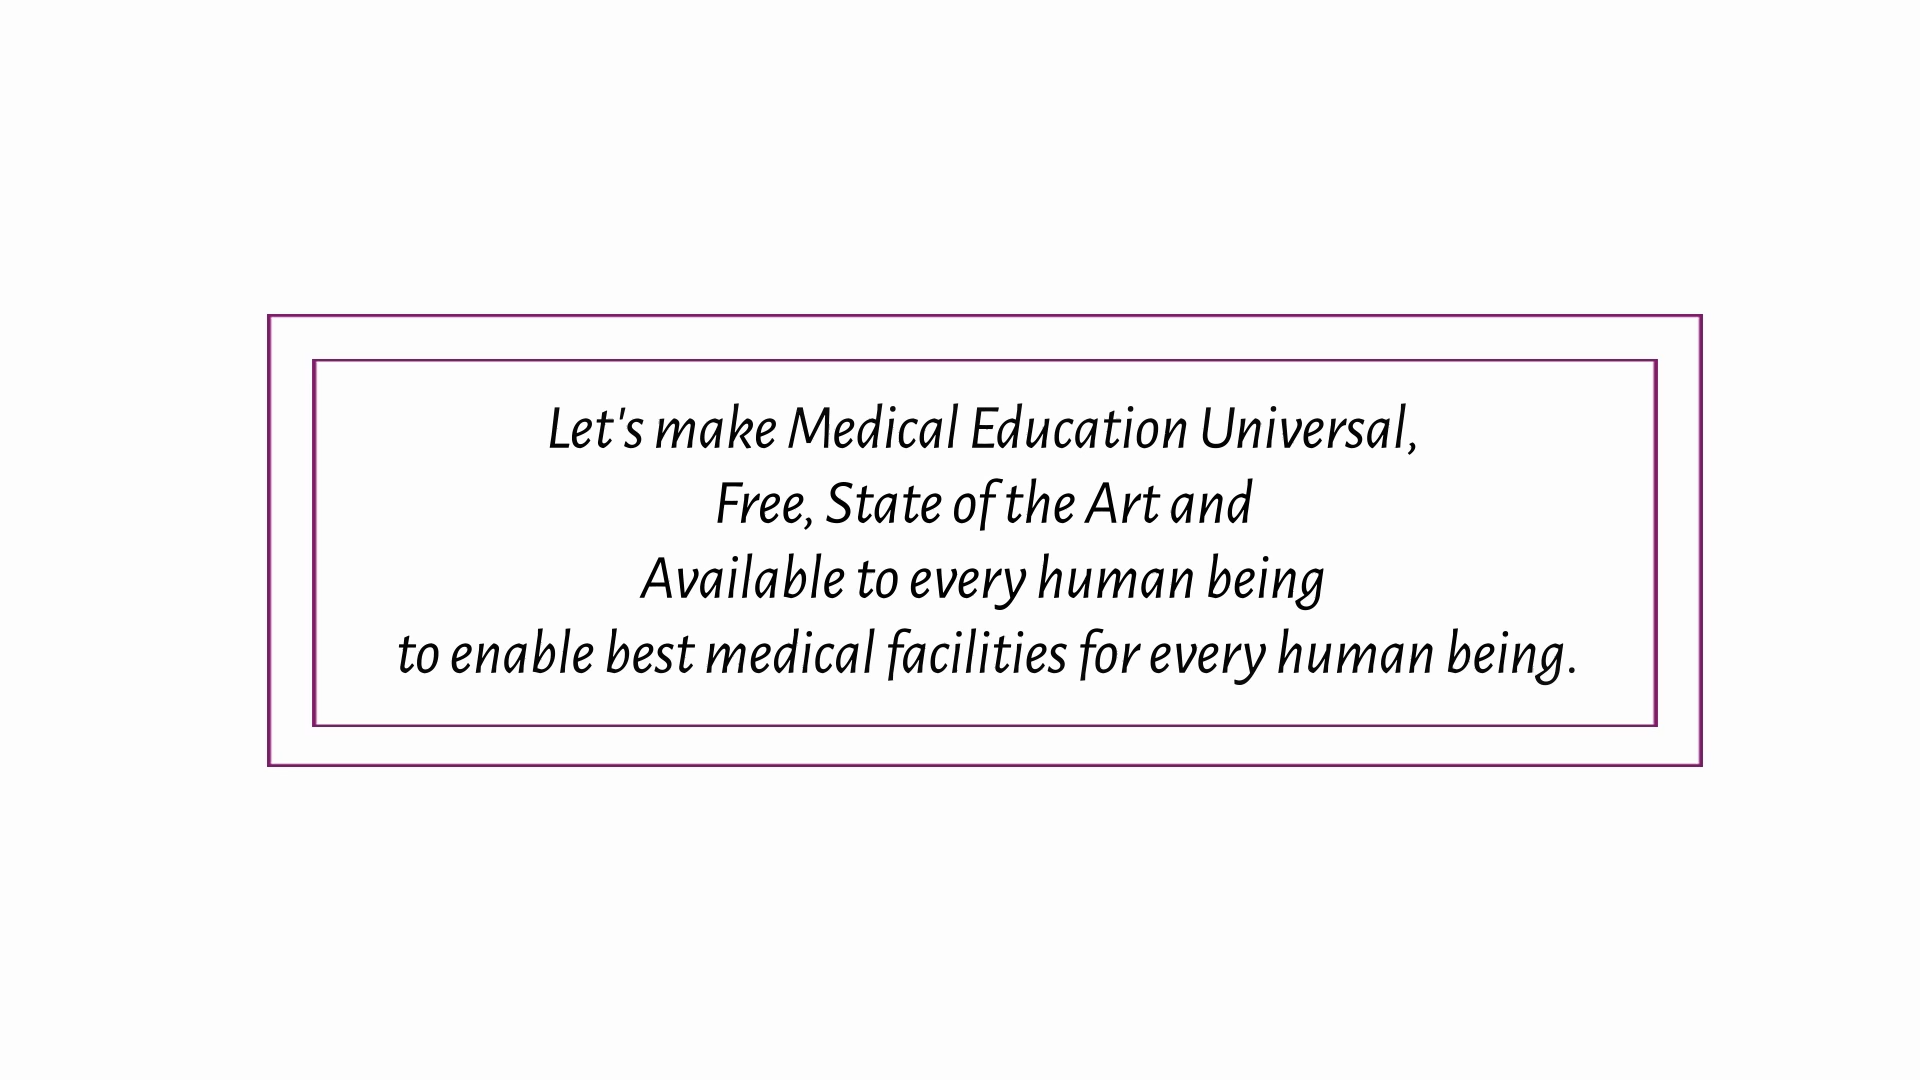 Let's make Medical Education Universal,
Free, State of the Art and
Available to every human being
to enable best medical facilities for every human being.